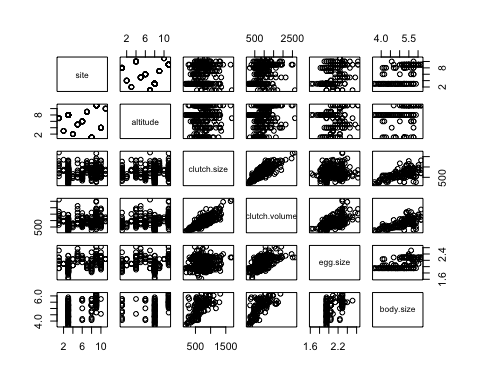 2 6 10
500 2500
4.0 5.5
site
2 8
2 8
altitude
clutch.size
500
500
clutch.volume
1.6 2.4
egg.size
4.0 6.0
body.size
2 6 10
500 1500
1.6 2.2